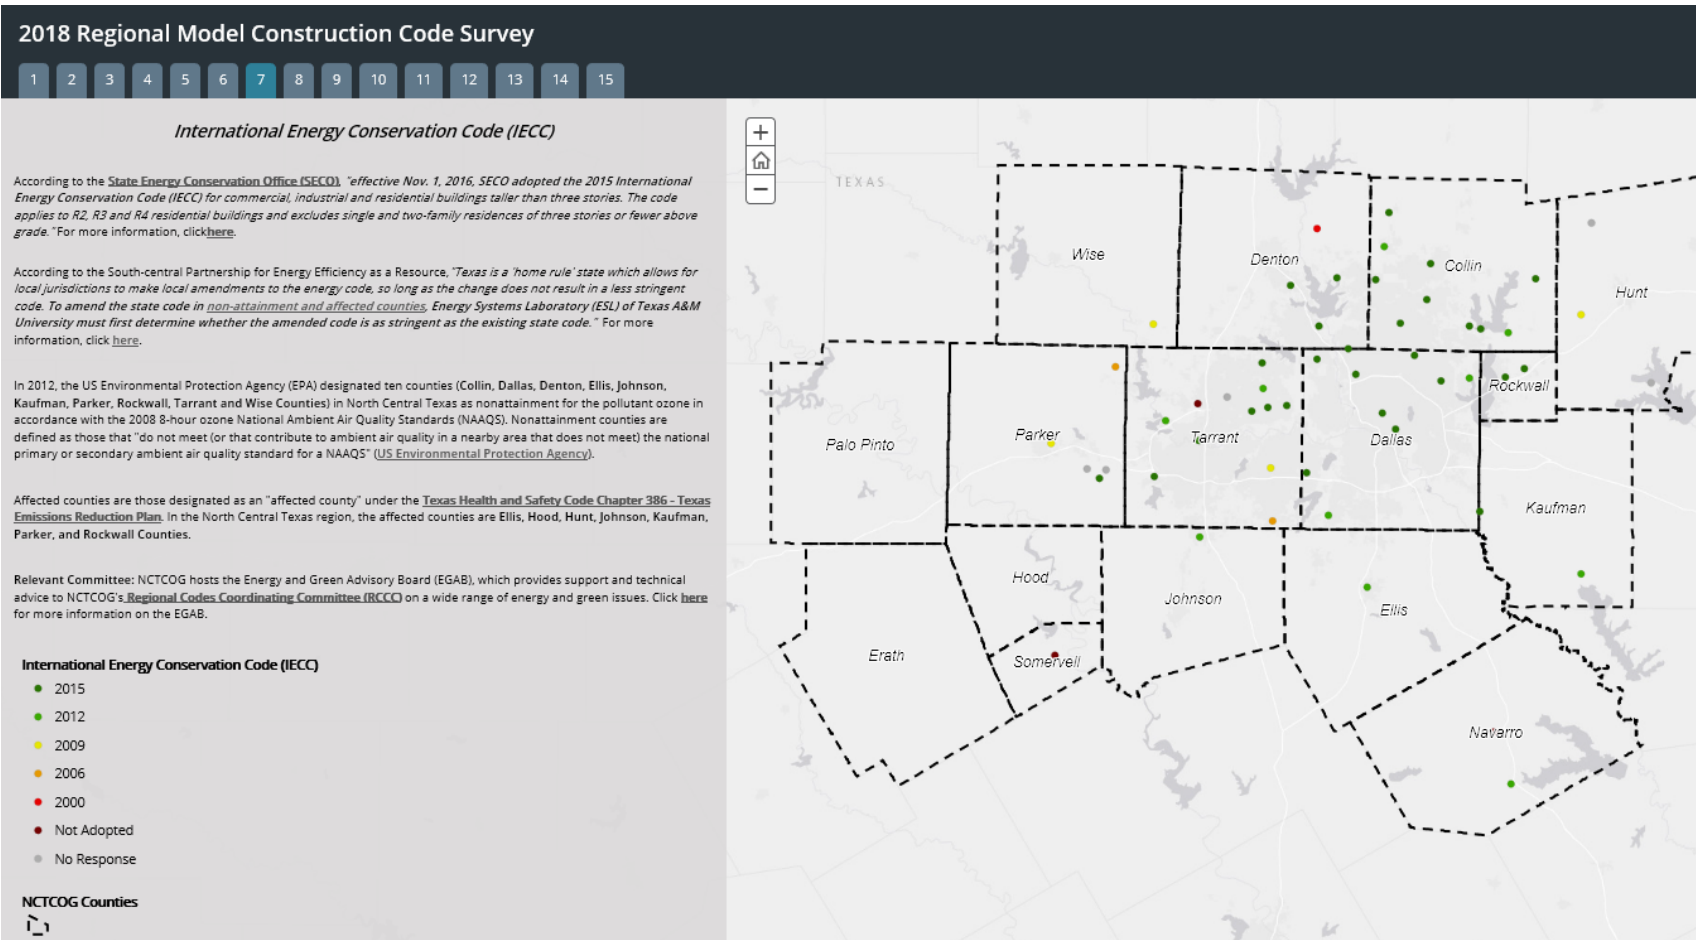 2018 Regional Model Construction Code Survey
1 2 3 4 5 6 7 8 9 10 11 12 13 14 15
International Energy Conservation Code (IECC)
According to the State Energy Conservation Office (SECO), "effective Nov. 1, 2016, SECO adopted the 2015 International
Energy Conservation Code (IECC) for commercial, industrial and residential buildings taller than three stories. The code
applies to R2, R3 and R4 residential buildings and excludes single and two-family residences of three stories or fewer above
grade." For more information, clickhere.
According to the South-central Partnership for Energy Efficiency as a Resource, "Texas is a 'home rule' state which allows for
local jurisdictions to make local amendments to the energy code, so long as the change does not result in a less stringent
code. To amend the state code in non-attainment and affected counties, Energy Systems Laboratory (ESL) of Texas A&M
University must first determine whether the amended code is as stringent as the existing state code." For more
information, click here.
In 2012, the US Environmental Protection Agency (EPA) designated ten counties (Collin, Dallas, Denton, Ellis, Johnson,
Kaufman, Parker, Rockwall, Tarrant and Wise Counties) in North Central Texas as nonattainment for the pollutant ozone in
accordance with the 2008 8-hour ozone National Ambient Air Quality Standards (NAAQS). Nonattainment counties are
defined as those that "do not meet (or that contribute to ambient air quality in a nearby area that does not meet) the national
primary or secondary ambient air quality standard for a NAAQS" (US Environmental Protection Agency).
Affected counties are those designated as an "affected county" under the Texas Health and Safety Code Chapter 386 - Texas
Emissions Reduction Plan. In the North Central Texas region, the affected counties are Ellis, Hood, Hunt, Johnson, Kaufman,
Parker, and Rockwall Counties.
Relevant Committee: NCTCOG hosts the Energy and Green Advisory Board (EGAB), which provides support and technical
advice to NCTCOG's Regional Codes Coordinating Committee (RCCC) on a wide range of energy and green issues. Click here
for more information on the EGAB.
International Energy Conservation Code (IECC)
2015
2012
2009
2006
2000
Not Adopted
No Response
NCTCOG Counties
+
−
TEXAS
Wise
Denton
Collin
Hunt
Palo Pinto
Parker
Tarrant
Dallas
Rockwall
Kaufman
Hood
Johnson
Ellis
Erath
Somervell
Navarro